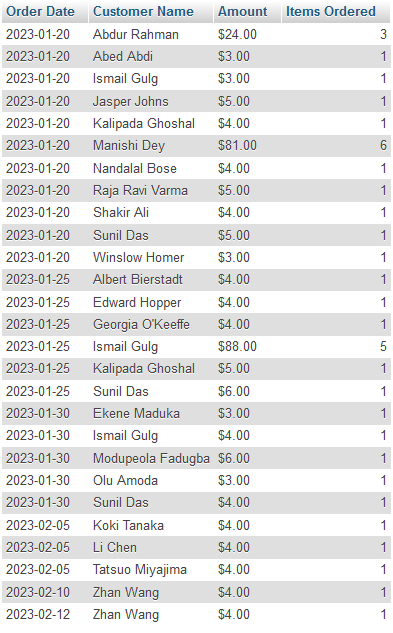 Order Date Customer Name Amount Items Ordered
2023-01-20 Abdur Rahman $24.00 3
2023-01-20 Abed Abdi $3.00 1
2023-01-20 Ismail Gulg $3.00 1
2023-01-20 Jasper Johns $5.00 1
2023-01-20 Kalipada Ghoshal $4.00 1
2023-01-20 Manishi Dey $81.00 6
2023-01-20 Nandalal Bose $4.00 1
2023-01-20 Raja Ravi Varma $5.00 1
2023-01-20 Shakir Ali $4.00 1
2023-01-20 Sunil Das $5.00 1
2023-01-20 Winslow Homer $3.00 1
2023-01-25 Albert Bierstadt $4.00 1
2023-01-25 Edward Hopper $4.00 1
2023-01-25 Georgia O'Keeffe $4.00 1
2023-01-25 Ismail Gulg $88.00 5
2023-01-25 Kalipada Ghoshal $5.00 1
2023-01-25 Sunil Das $6.00 1
2023-01-30 Ekene Maduka $3.00 1
2023-01-30 Ismail Gulg $4.00 1
2023-01-30 Modupeola Fadugba $6.00 1
2023-01-30 Olu Amoda $3.00 1
2023-01-30 Sunil Das $4.00 1
2023-02-05 Koki Tanaka $4.00 1
2023-02-05 Li Chen $4.00 1
2023-02-05 Tatsuo Miyajima $4.00 1
2023-02-10 Zhan Wang $4.00 1
2023-02-12 Zhan Wang $4.00 1